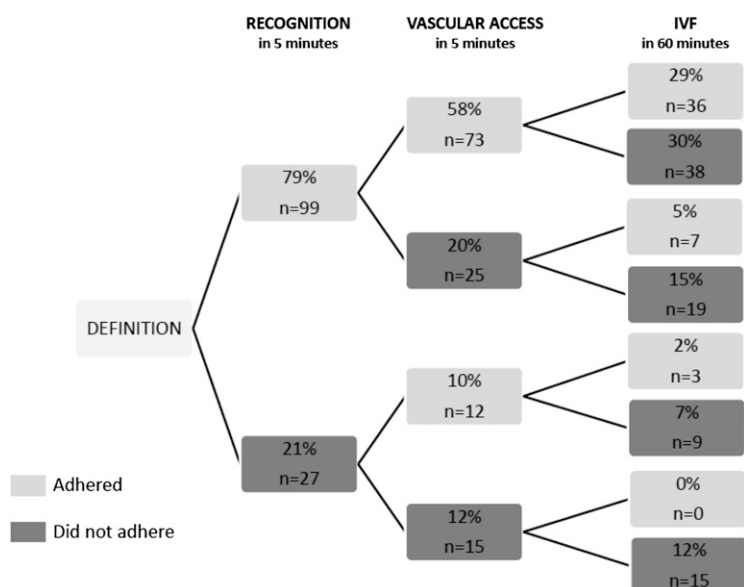 RECOGNITION
in 5 minutes
VASCULAR ACCESS
in 5 minutes
IVF
in 60 minutes
29%
n=36
58%
n=73
30%
n=38
79%
n=99
5%
n=7
20%
n=25
15%
n=19
DEFINITION
2%
n=3
10%
n=12
7%
n=9
21%
n=27
0%
n=0
12%
n=15
12%
n=15
Adhered
Did not adhere